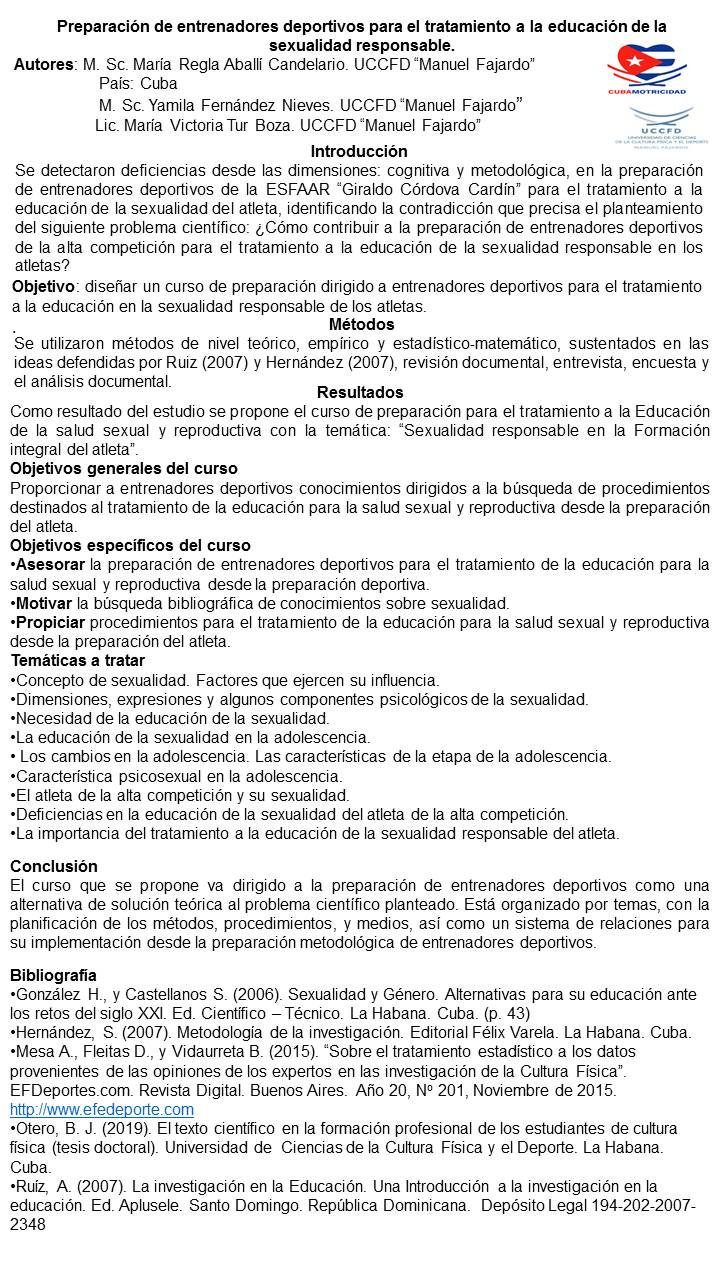 Preparación de entrenadores deportivos para el tratamiento a la educación de la
sexualidad responsable.
Autores: M. Sc. María Regla Aballí Candelario. UCCFD “Manuel Fajardo”
País: Cuba
M. Sc. Yamila Fernández Nieves. UCCFD “Manuel Fajardo”
Lic. María Victoria Tur Boza. UCCFD “Manuel Fajardo”
CUBAMOTRICIDAD
UCCFD
UNIVERSIDAD DE CIENCIAS
DE LA CULTURA FÍSICA Y EL DEPORTE
MANUEL FAJARDO
Introducción
Se detectaron deficiencias desde las dimensiones: cognitiva y metodológica, en la preparación
de entrenadores deportivos de la ESFAAR “Giraldo Córdova Cardín” para el tratamiento a la
educación de la sexualidad del atleta, identificando la contradicción que precisa el planteamiento
del siguiente problema científico: ¿Cómo contribuir a la preparación de entrenadores deportivos
de la alta competición para el tratamiento a la educación de la sexualidad responsable en los
atletas?
Objetivo: diseñar un curso de preparación dirigido a entrenadores deportivos para el tratamiento
a la educación en la sexualidad responsable de los atletas.
.
Métodos
Se utilizaron métodos de nivel teórico, empírico y estadístico-matemático, sustentados en las
ideas defendidas por Ruiz (2007) y Hernández (2007), revisión documental, entrevista, encuesta y
el análisis documental.
Resultados
Como resultado del estudio se propone el curso de preparación para el tratamiento a la Educación
de la salud sexual y reproductiva con la temática: “Sexualidad responsable en la Formación
integral del atleta”.
Objetivos generales del curso
Proporcionar a entrenadores deportivos conocimientos dirigidos a la búsqueda de procedimientos
destinados al tratamiento de la educación para la salud sexual y reproductiva desde la preparación
del atleta.
Objetivos específicos del curso
•Asesorar la preparación de entrenadores deportivos para el tratamiento de la educación para la
salud sexual y reproductiva desde la preparación deportiva.
•Motivar la búsqueda bibliográfica de conocimientos sobre sexualidad.
•Propiciar procedimientos para el tratamiento de la educación para la salud sexual y reproductiva
desde la preparación del atleta.
Temáticas a tratar
•Concepto de sexualidad. Factores que ejercen su influencia.
•Dimensiones, expresiones y algunos componentes psicológicos de la sexualidad.
•Necesidad de la educación de la sexualidad.
•La educación de la sexualidad en la adolescencia.
• Los cambios en la adolescencia. Las características de la etapa de la adolescencia.
•Característica psicosexual en la adolescencia.
•El atleta de la alta competición y su sexualidad.
•Deficiencias en la educación de la sexualidad del atleta de la alta competición.
•La importancia del tratamiento a la educación de la sexualidad responsable del atleta.
Conclusión
El curso que se propone va dirigido a la preparación de entrenadores deportivos como una
alternativa de solución teórica al problema científico planteado. Está organizado por temas, con la
planificación de los métodos, procedimientos, y medios, así como un sistema de relaciones para
su implementación desde la preparación metodológica de entrenadores deportivos.
Bibliografía
•González H., y Castellanos S. (2006). Sexualidad y Género. Alternativas para su educación ante
los retos del siglo XXI. Ed. Científico – Técnico. La Habana. Cuba. (p. 43)
•Hernández, S. (2007). Metodología de la investigación. Editorial Félix Varela. La Habana. Cuba.
•Mesa A., Fleitas D., y Vidaurreta B. (2015). “Sobre el tratamiento estadístico a los datos
provenientes de las opiniones de los expertos en las investigación de la Cultura Física”.
EFDeportes.com. Revista Digital. Buenos Aires. Año 20, Nº 201, Noviembre de 2015.
http://www.efedeporte.com
•Otero, B. J. (2019). El texto científico en la formación profesional de los estudiantes de cultura
física (tesis doctoral). Universidad de Ciencias de la Cultura Física y el Deporte. La Habana.
Cuba.
•Ruíz, A. (2007). La investigación en la Educación. Una Introducción a la investigación en la
educación. Ed. Aplusele. Santo Domingo. República Dominicana. Depósito Legal 194-202-2007-
2348